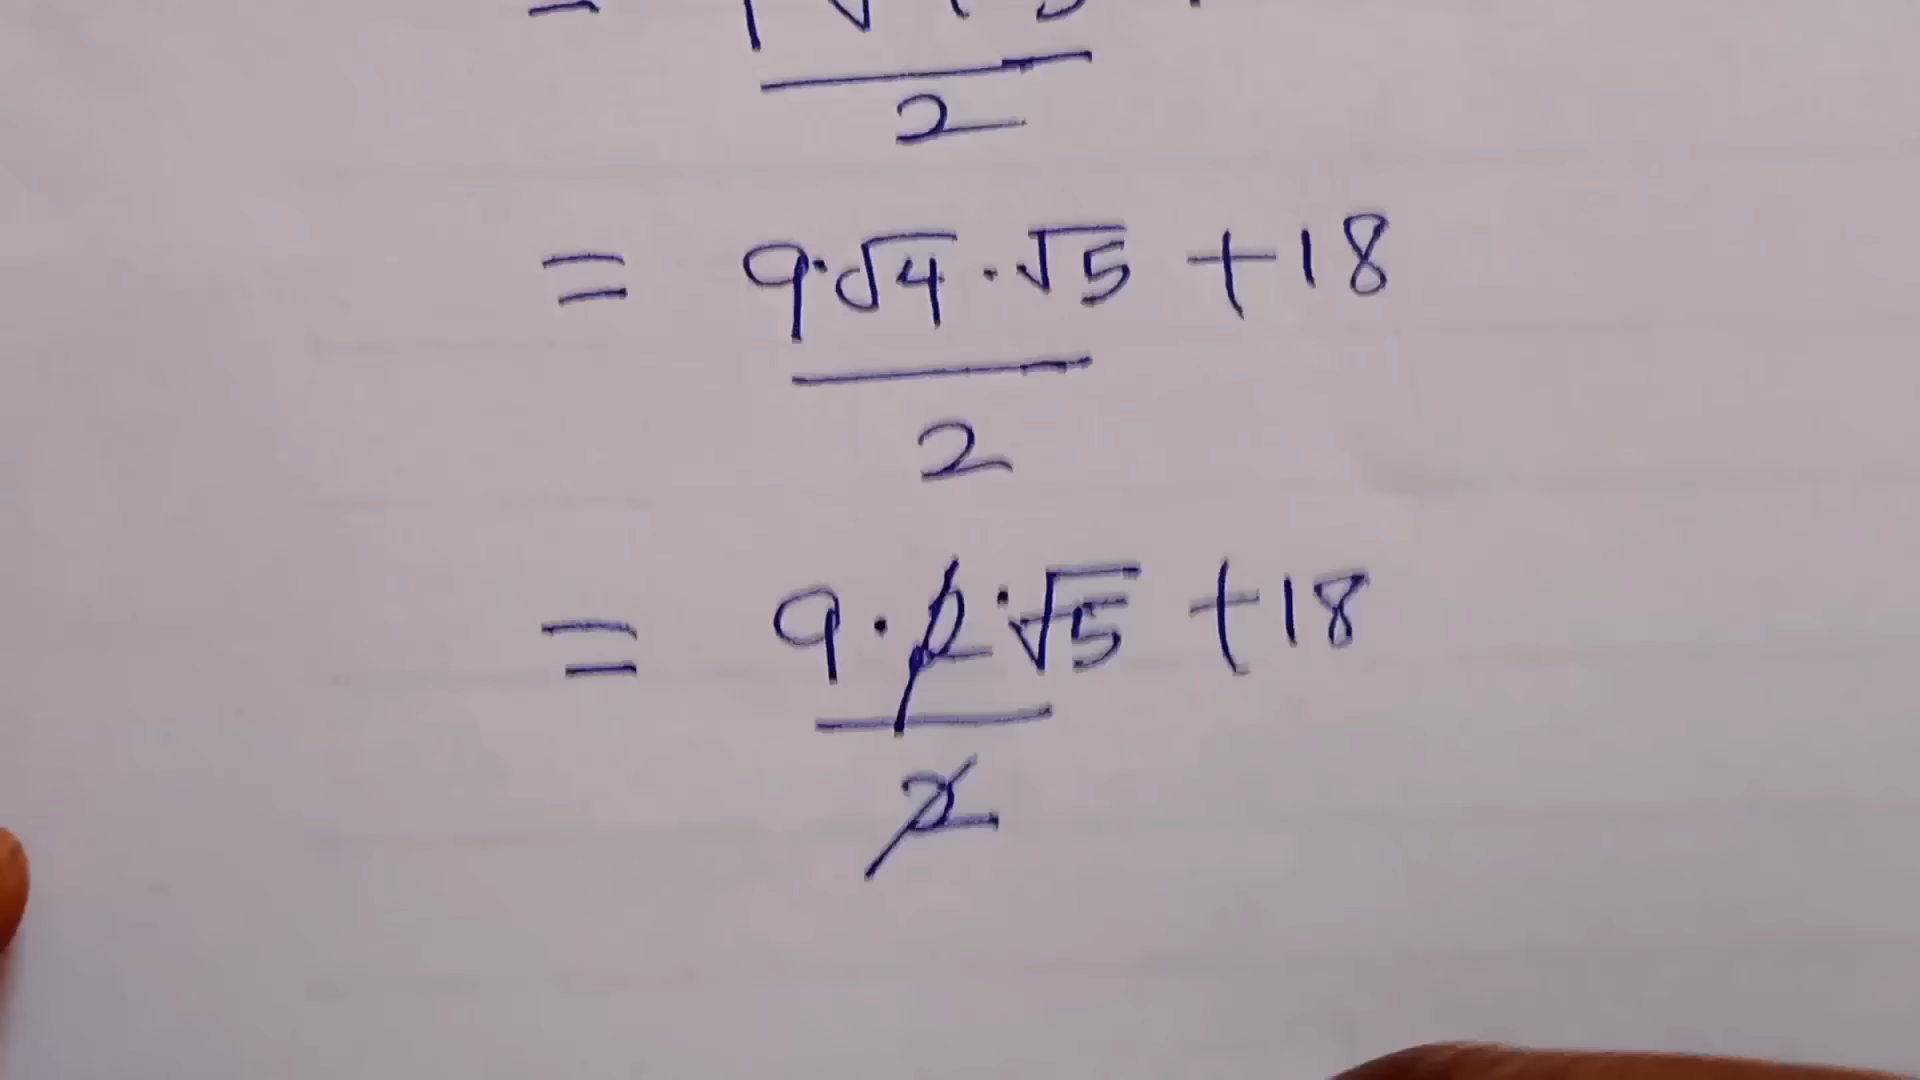 2
= 9·√4·√5 + 18
2
= 9·2·√5 + 18
2